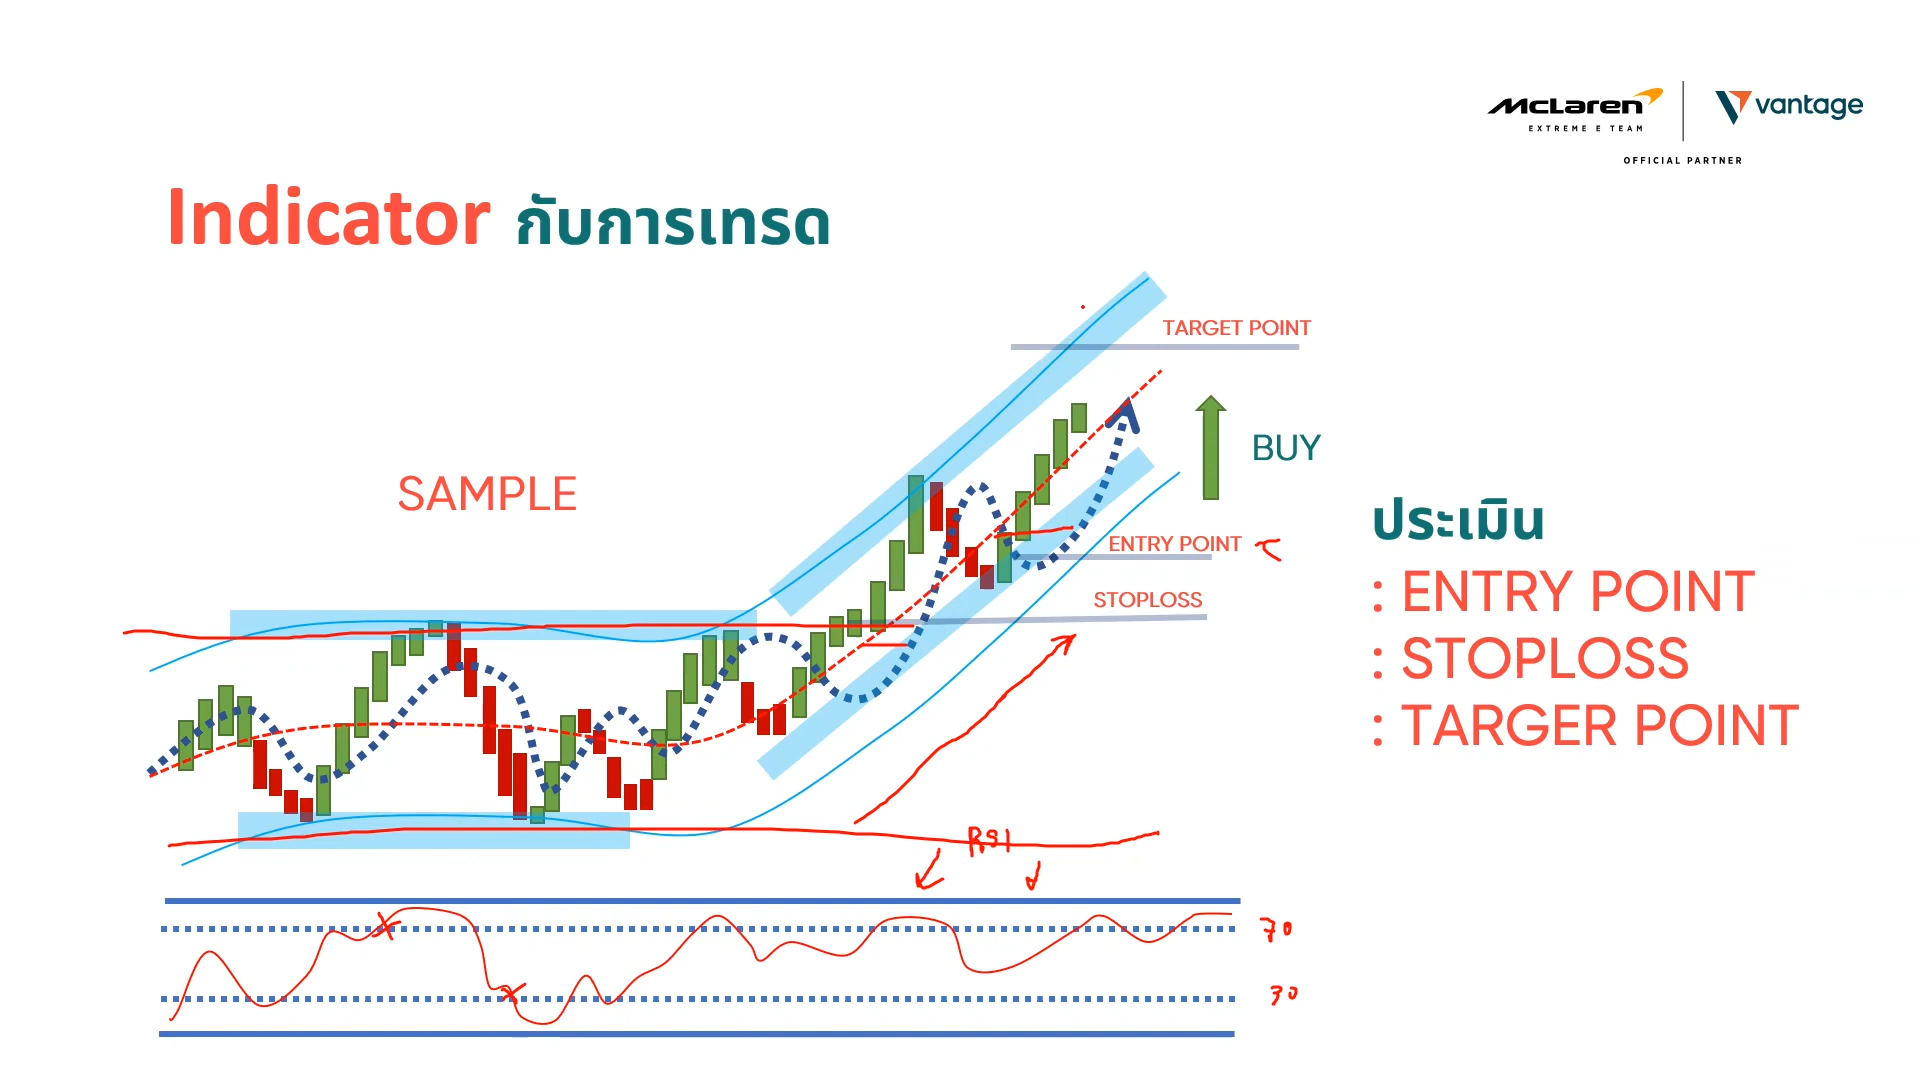 McLaren
EXTREME E TEAM
vantage
OFFICIAL PARTNER
Indicator กับการเทรด
TARGET POINT
BUY
SAMPLE
ENTRY POINT
STOPLOSS
ประเมิน
: ENTRY POINT
: STOPLOSS
: TARGER POINT
RSI
70
30